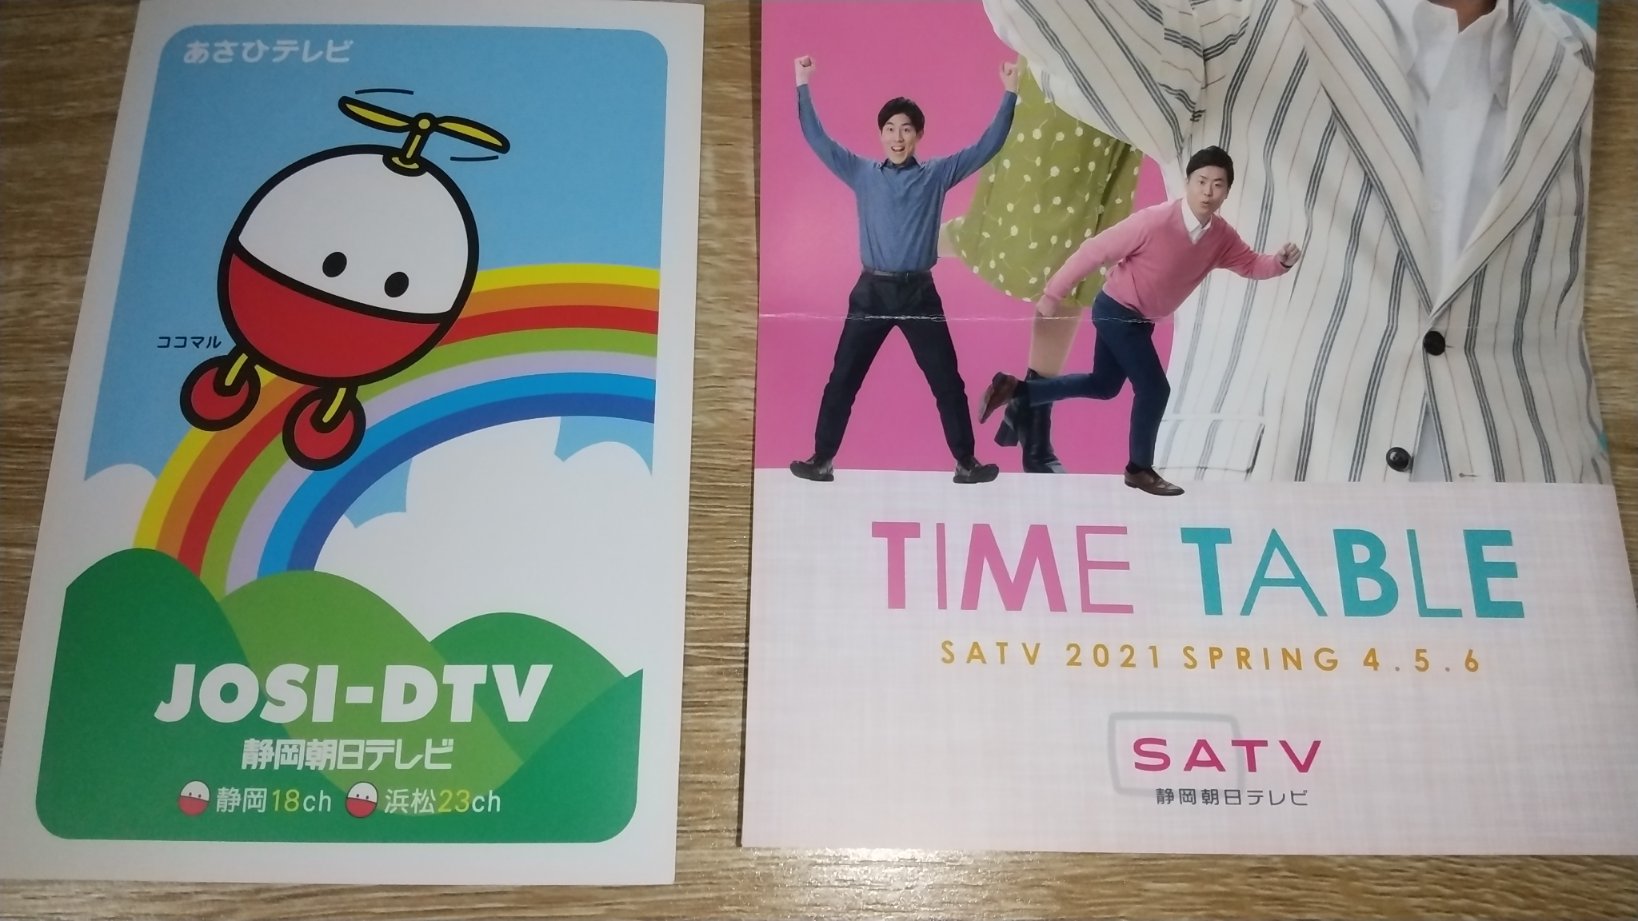 あさひテレビ
ココマル
JOSI-DTV
静岡朝日テレビ
静岡18ch 浜松23ch
TIME TABLE
SATV 2021 SPRING 4.5.6
SATV
静岡朝日テレビ